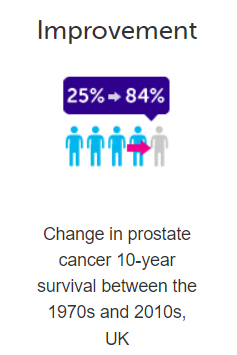 Improvement
25% → 84%
Change in prostate
cancer 10-year
survival between the
1970s and 2010s,
UK